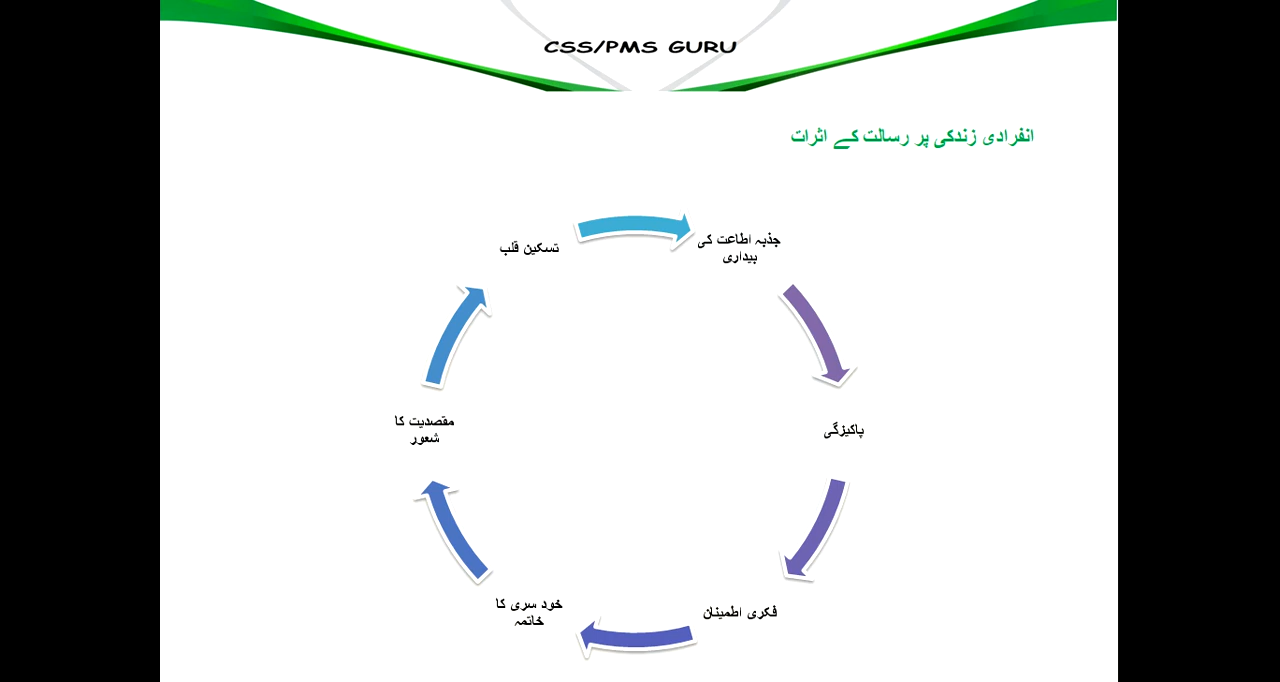 CSS/PMS GURU
انفرادی زندکی پر رسالت کے اثرات
جذبہ اطاعت کی
بیداری
پاکیزگی
فکری اطمینان
خود سری کا
خاتمہ
مقصدیت کا
شعور
تسکین قلب